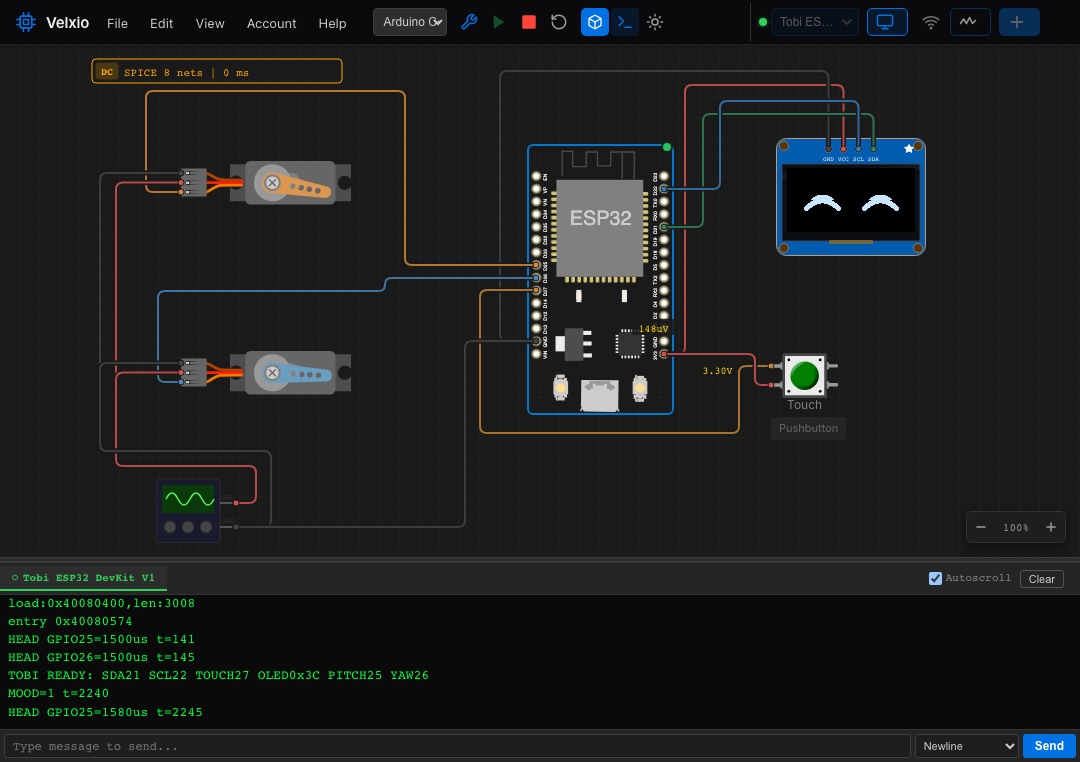 Velxio File Edit View Account Help Arduino C Tobi ES...
DC SPICE 8 nets | 0 ms
GND VCC SCL SDA
ESP32
148uV
3.30V
Touch
Pushbutton
100%
Tobi ESP32 DevKit V1
Autoscroll Clear
load:0x40080400,len:3008
entry 0x40080574
HEAD GPIO25=1500us t=141
HEAD GPIO26=1500us t=145
TOBI READY: SDA21 SCL22 TOUCH27 OLED0x3C PITCH25 YAW26
MOOD=1 t=2240
HEAD GPIO25=1580us t=2245
Type message to send... Newline Send